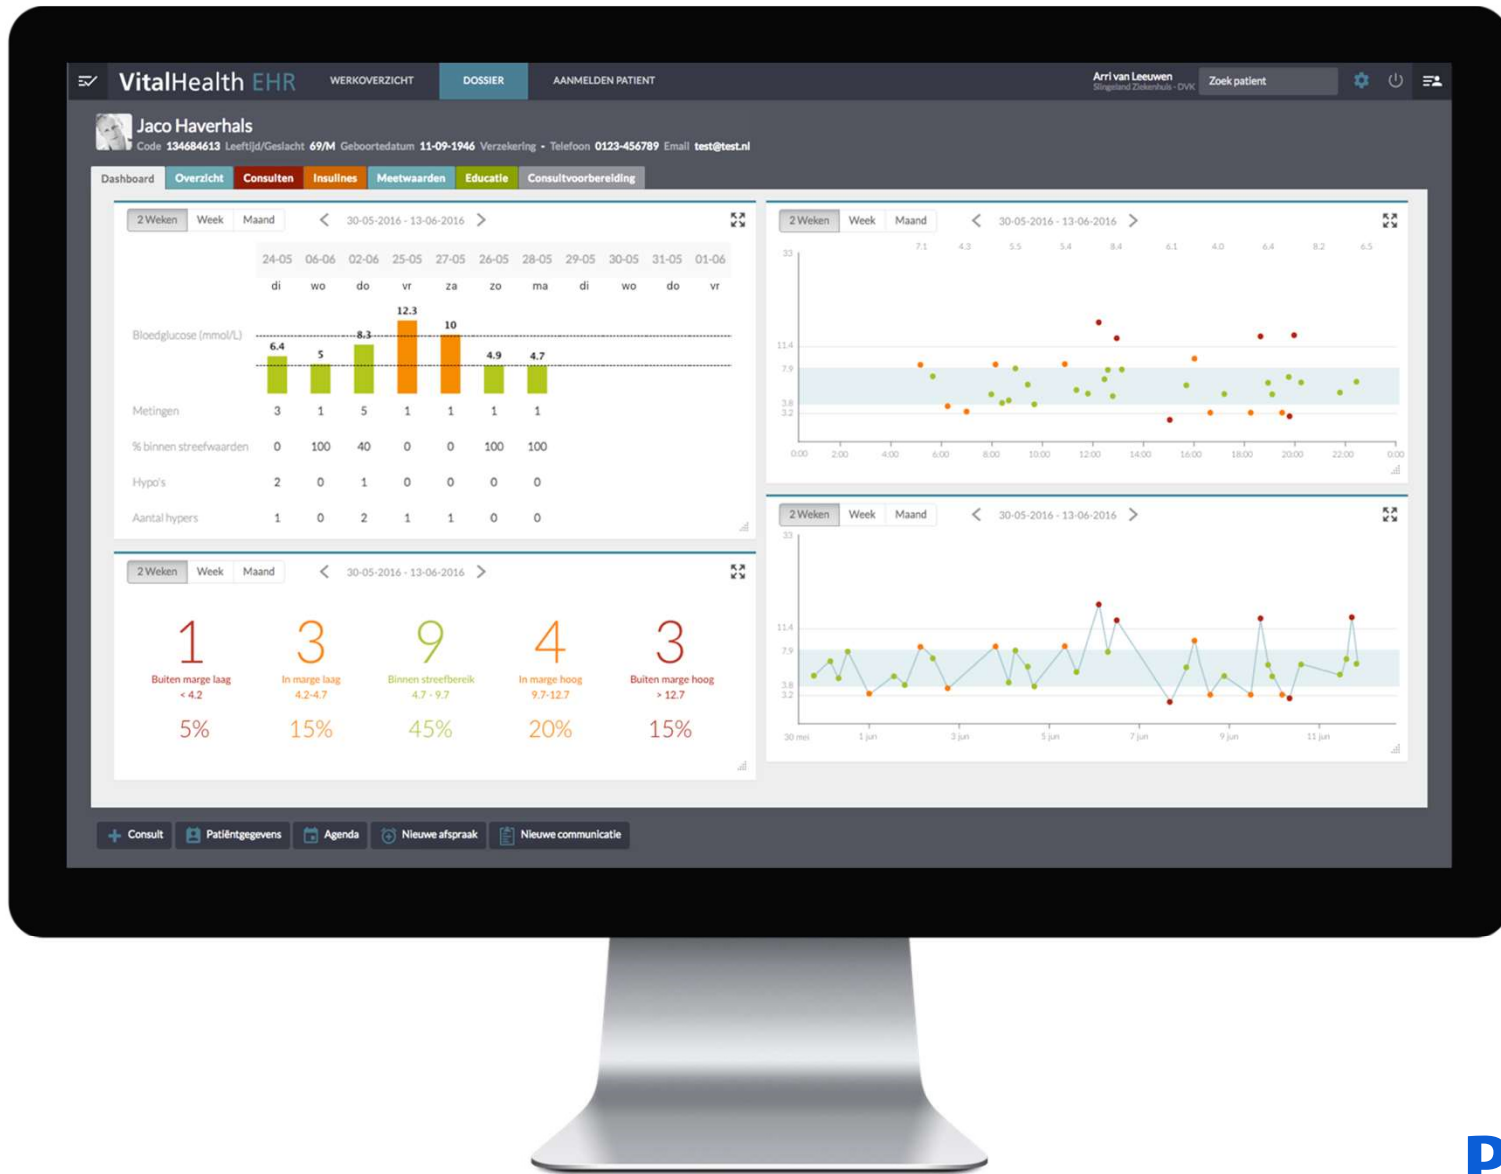 VitalHealth EHR WERKOVERZICHT DOSSIER AANMELDEN PATIENT Arri van Leeuwen Zoek patient
Slingeland Ziekenhuis - DVK
Jaco Haverhals
Code 134684613 Leeftijd/Geslacht 69/M Geboortedatum 11-09-1946 Verzekering - Telefoon 0123-456789 Email test@test.nl
Dashboard Overzicht Consulten Insulines Meetwaarden Educatie Consultvoorbereiding
2 Weken Week Maand 30-05-2016 - 13-06-2016
24-05 06-06 02-06 25-05 27-05 26-05 28-05 29-05 30-05 31-05 01-06
di wo do vr za zo ma di wo do vr
Bloedglucose (mmol/L)
6.4 5 8.3 12.3 10 4.9 4.7
Metingen 3 1 5 1 1 1 1
% binnen streefwaarden 0 100 40 0 0 100 100
Hypo's 2 0 1 0 0 0 0
Aantal hypers 1 0 2 1 1 0 0
2 Weken Week Maand 30-05-2016 - 13-06-2016
7.1 4.3 5.5 5.4 8.4 6.1 4.0 6.4 8.2 6.5
33
11.4
7.9
3.8
3.2
0:00 2:00 4:00 6:00 8:00 10:00 12:00 14:00 16:00 18:00 20:00 22:00 0:00
2 Weken Week Maand 30-05-2016 - 13-06-2016
1 3 9 4 3
Buiten marge laag In marge laag Binnen streefbereik In marge hoog Buiten marge hoog
< 4.2 4.2-4.7 4.7 - 9.7 9.7-12.7 > 12.7
5% 15% 45% 20% 15%
2 Weken Week Maand 30-05-2016 - 13-06-2016
33
11.4
7.9
3.8
3.2
30 mei 1 jun 3 jun 5 jun 7 jun 9 jun 11 jun
Consult Patiëntgegevens Agenda Nieuwe afspraak Nieuwe communicatie